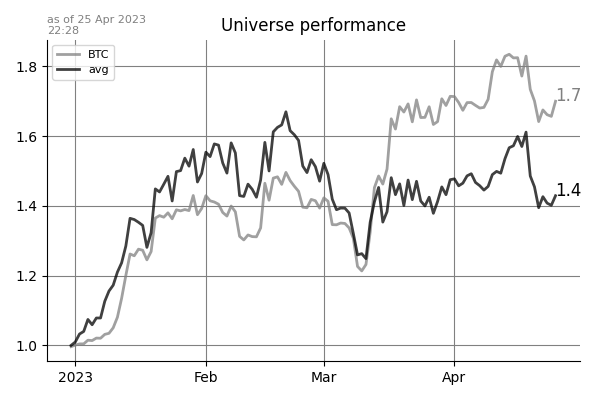 as of 25 Apr 2023
22:28
Universe performance
BTC
avg
1.8
1.6
1.4
1.2
1.0
1.7
1.4
2023
Feb
Mar
Apr